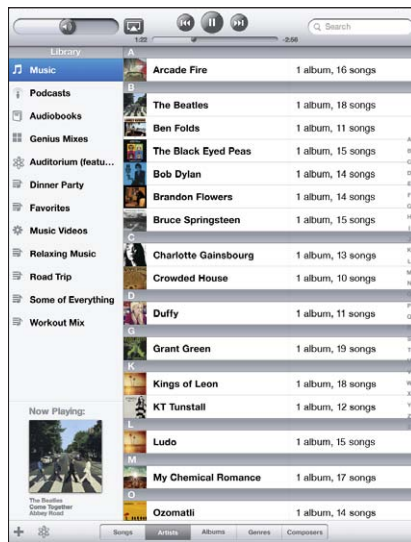 Search
1:22
-2:56
Library
Music
Podcasts
Audiobooks
Genius Mixes
Auditorium (featu...
Dinner Party
Favorites
Music Videos
Relaxing Music
Road Trip
Some of Everything
Workout Mix
Now Playing:
The Beatles
Come Together
Abbey Road
A
Arcade Fire 1 album, 16 songs
B
The Beatles 1 album, 18 songs
Ben Folds 1 album, 11 songs
The Black Eyed Peas 1 album, 15 songs
Bob Dylan 1 album, 14 songs
Brandon Flowers 1 album, 14 songs
Bruce Springsteen 1 album, 15 songs
C
Charlotte Gainsbourg 1 album, 13 songs
Crowded House 1 album, 10 songs
D
Duffy 1 album, 11 songs
G
Grant Green 1 album, 19 songs
K
Kings of Leon 1 album, 18 songs
KT Tunstall 1 album, 12 songs
L
Ludo 1 album, 15 songs
M
My Chemical Romance 1 album, 17 songs
O
Ozomatli 1 album, 14 songs
Songs Artists Albums Genres Composers